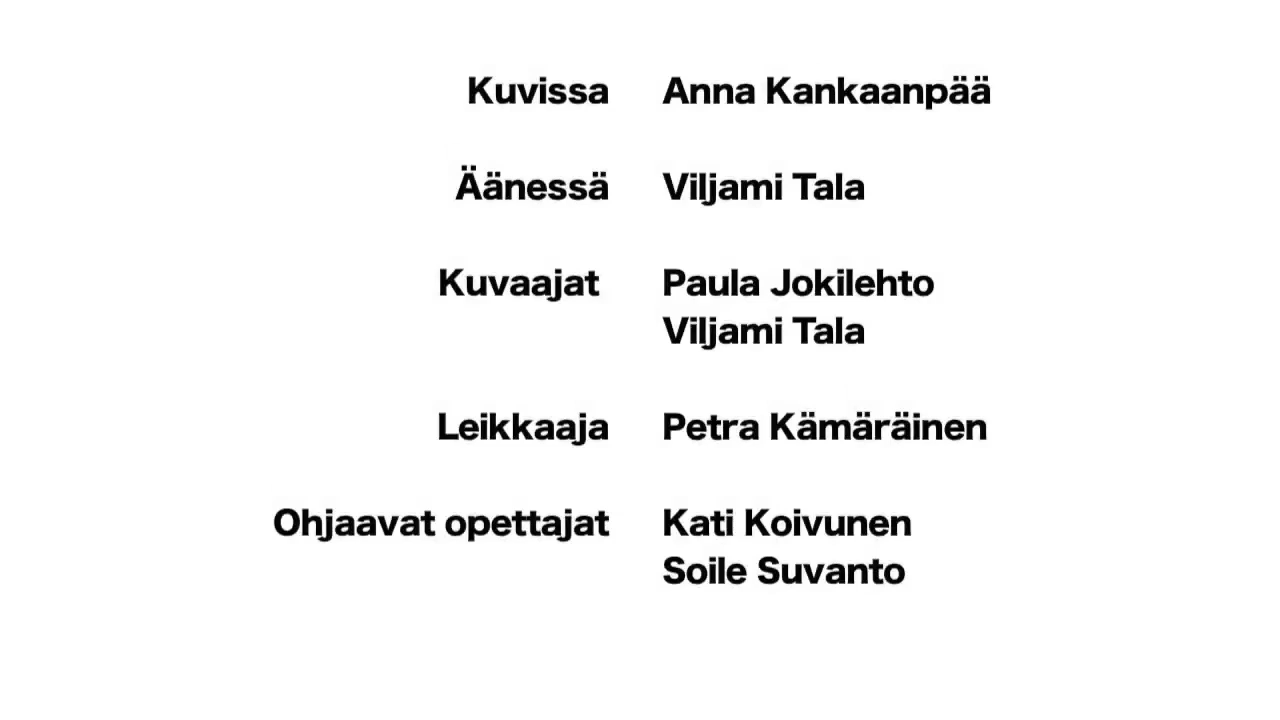 Kuvissa Anna Kankaanpää
Äänessä Viljami Tala
Kuvaajat Paula Jokilehto
Viljami Tala
Leikkaaja Petra Kämäräinen
Ohjaavat opettajat Kati Koivunen
Soile Suvanto